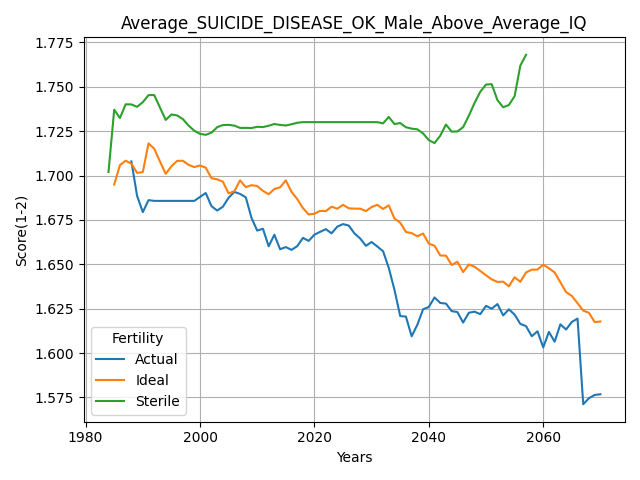 Average_SUICIDE_DISEASE_OK_Male_Above_Average_IQ
1.775
1.750
1.725
1.700
1.675
1.650
1.625
1.600
1.575
Score(1-2)
Fertility
Actual
Ideal
Sterile
1980
2000
2020
2040
2060
Years